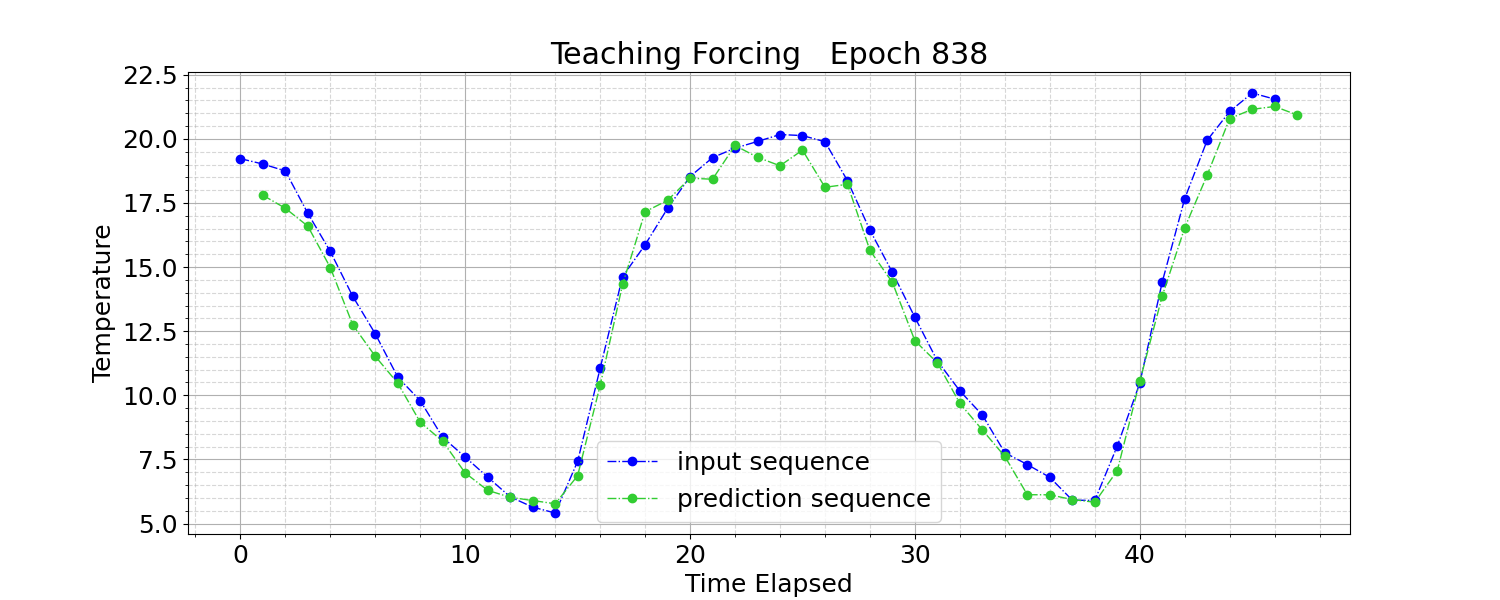 Teaching Forcing   Epoch 838
22.5
20.0
17.5
15.0
12.5
10.0
7.5
5.0
Temperature
input sequence
prediction sequence
0 10 20 30 40
Time Elapsed